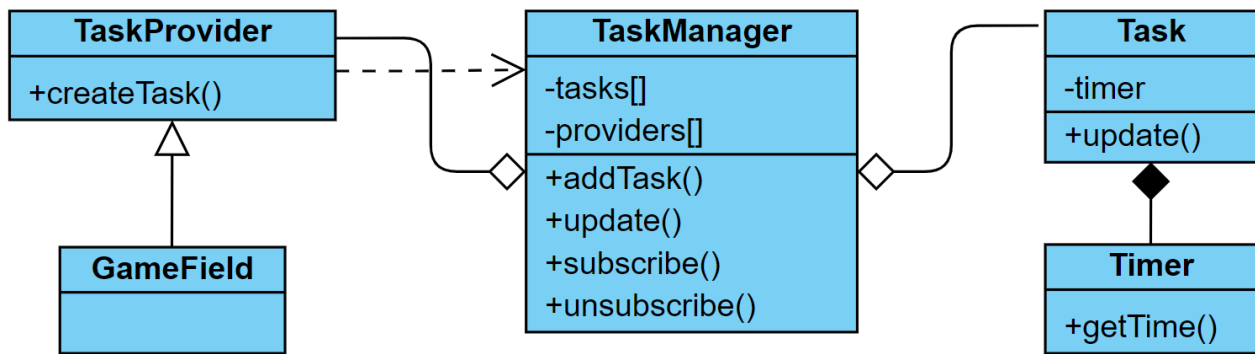 TaskProvider
+createTask()
GameField
TaskManager
-tasks[]
-providers[]
+addTask()
+update()
+subscribe()
+unsubscribe()
Task
-timer
+update()
Timer
+getTime()